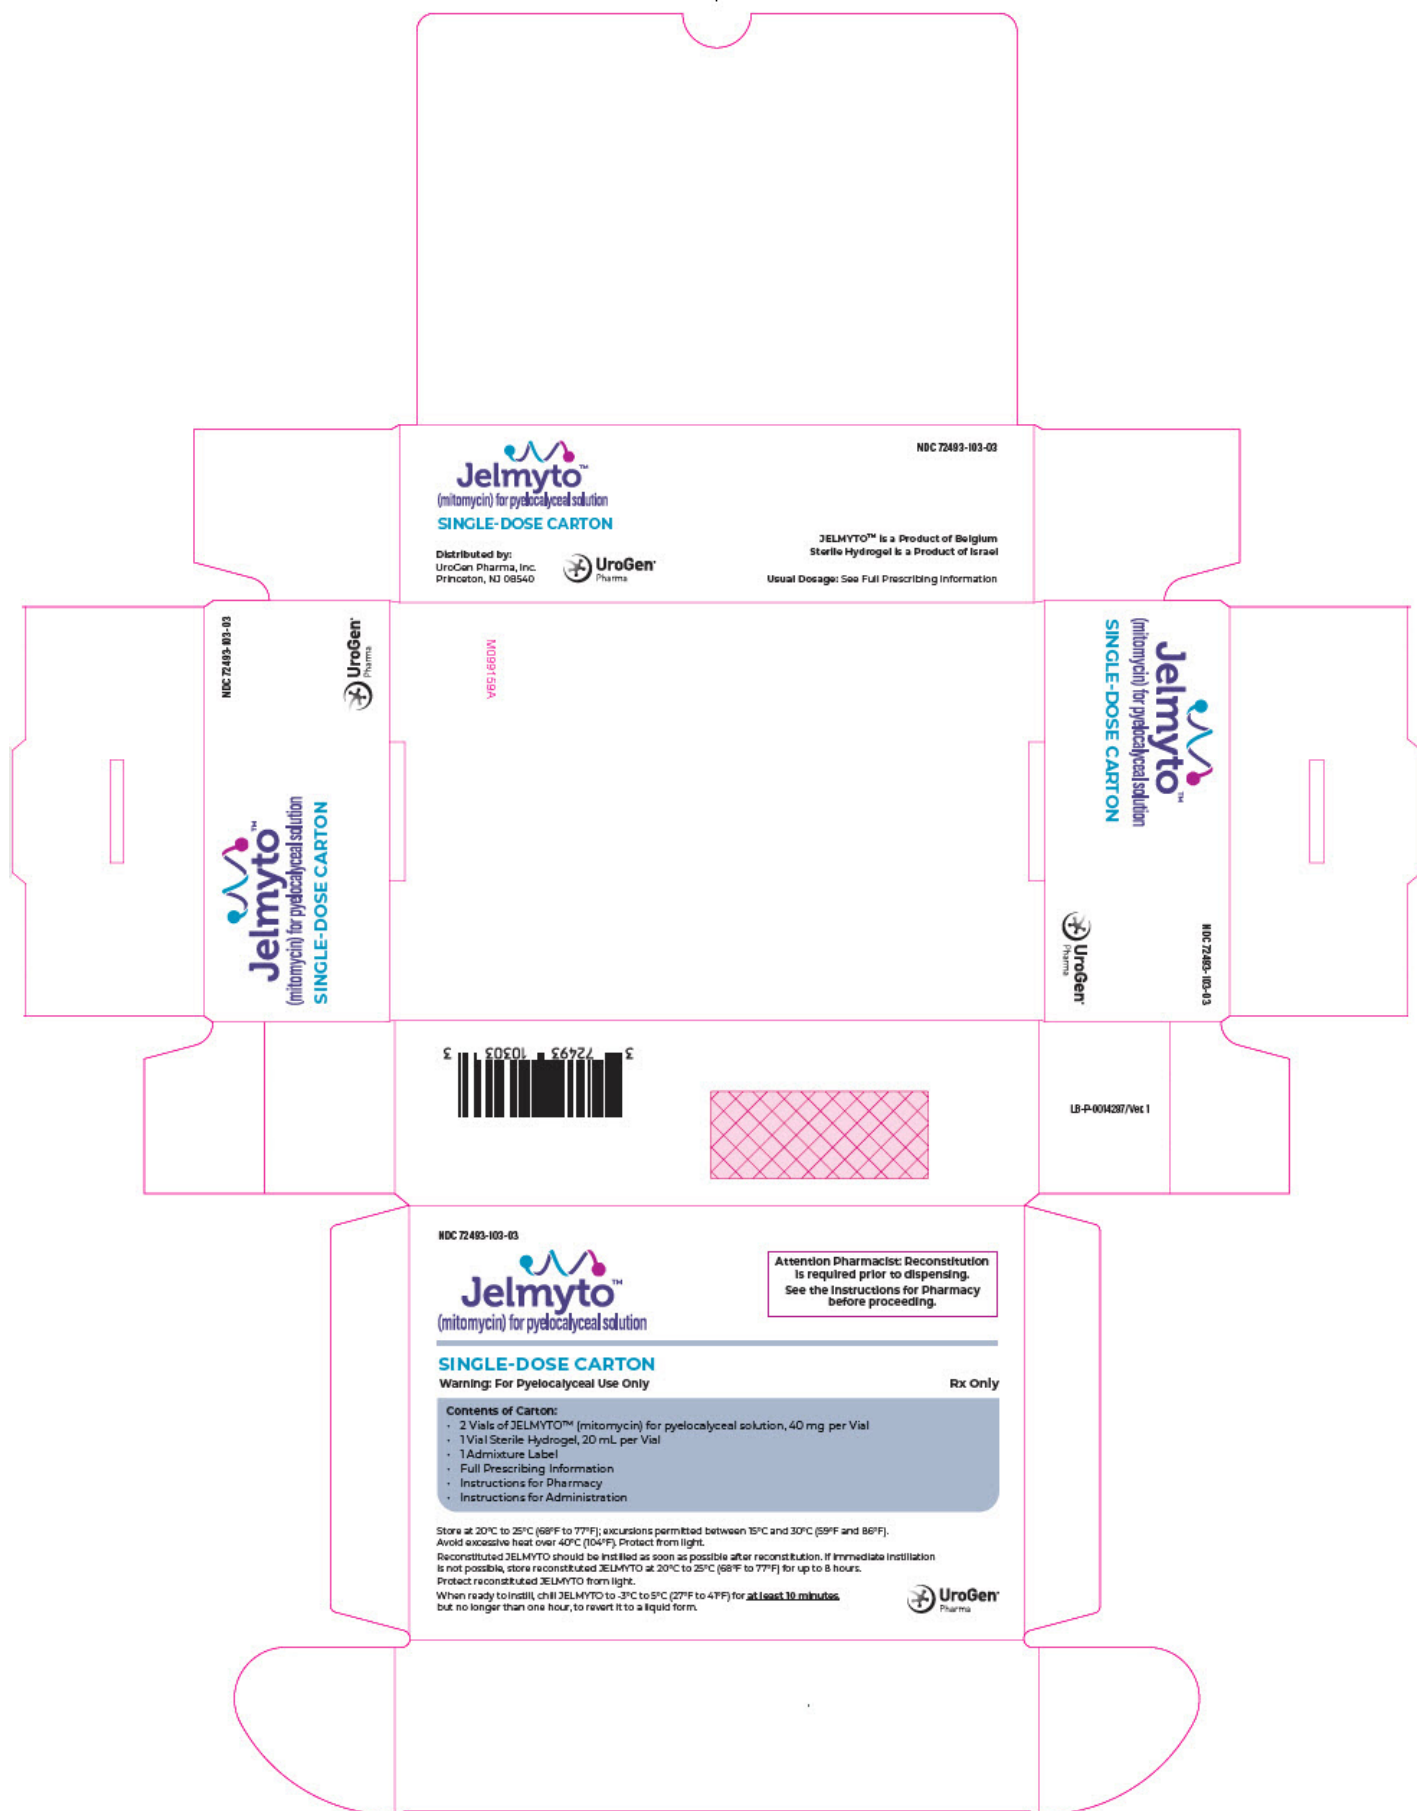 Jelmyto™
(mitomycin) for pyelocalyceal solution
SINGLE-DOSE CARTON
Distributed by:
UroGen Pharma, Inc.
Princeton, NJ 08540
UroGen
Pharma
NDC 72493-103-03
JELMYTO™ is a Product of Belgium
Sterile Hydrogel is a Product of Israel
Usual Dosage: See Full Prescribing Information
NDC 72493-103-03
UroGen
Pharma
Jelmyto™
(mitomycin) for pyelocalyceal solution
SINGLE-DOSE CARTON
M099159A
Jelmyto™
(mitomycin) for pyelocalyceal solution
SINGLE-DOSE CARTON
UroGen
Pharma
NDC 72493-103-03
3 72493 10303 3
LB-P-0014297/Ver. 1
NDC 72493-103-03
Jelmyto™
(mitomycin) for pyelocalyceal solution
Attention Pharmacist: Reconstitution
is required prior to dispensing.
See the Instructions for Pharmacy
before proceeding.
SINGLE-DOSE CARTON
Warning: For Pyelocalyceal Use Only
Rx Only
Contents of Carton:
· 2 Vials of JELMYTO™ (mitomycin) for pyelocalyceal solution, 40 mg per Vial
· 1 Vial Sterile Hydrogel, 20 mL per Vial
· 1 Admixture Label
· Full Prescribing Information
· Instructions for Pharmacy
· Instructions for Administration
Store at 20°C to 25°C (68°F to 77°F); excursions permitted between 15°C and 30°C (59°F and 86°F).
Avoid excessive heat over 40°C (104°F). Protect from light.
Reconstituted JELMYTO should be instilled as soon as possible after reconstitution. If immediate instillation
is not possible, store reconstituted JELMYTO at 20°C to 25°C (68°F to 77°F) for up to 8 hours.
Protect reconstituted JELMYTO from light.
When ready to instill, chill JELMYTO to -3°C to 5°C (27°F to 41°F) for at least 10 minutes,
but no longer than one hour, to revert it to a liquid form.
UroGen
Pharma